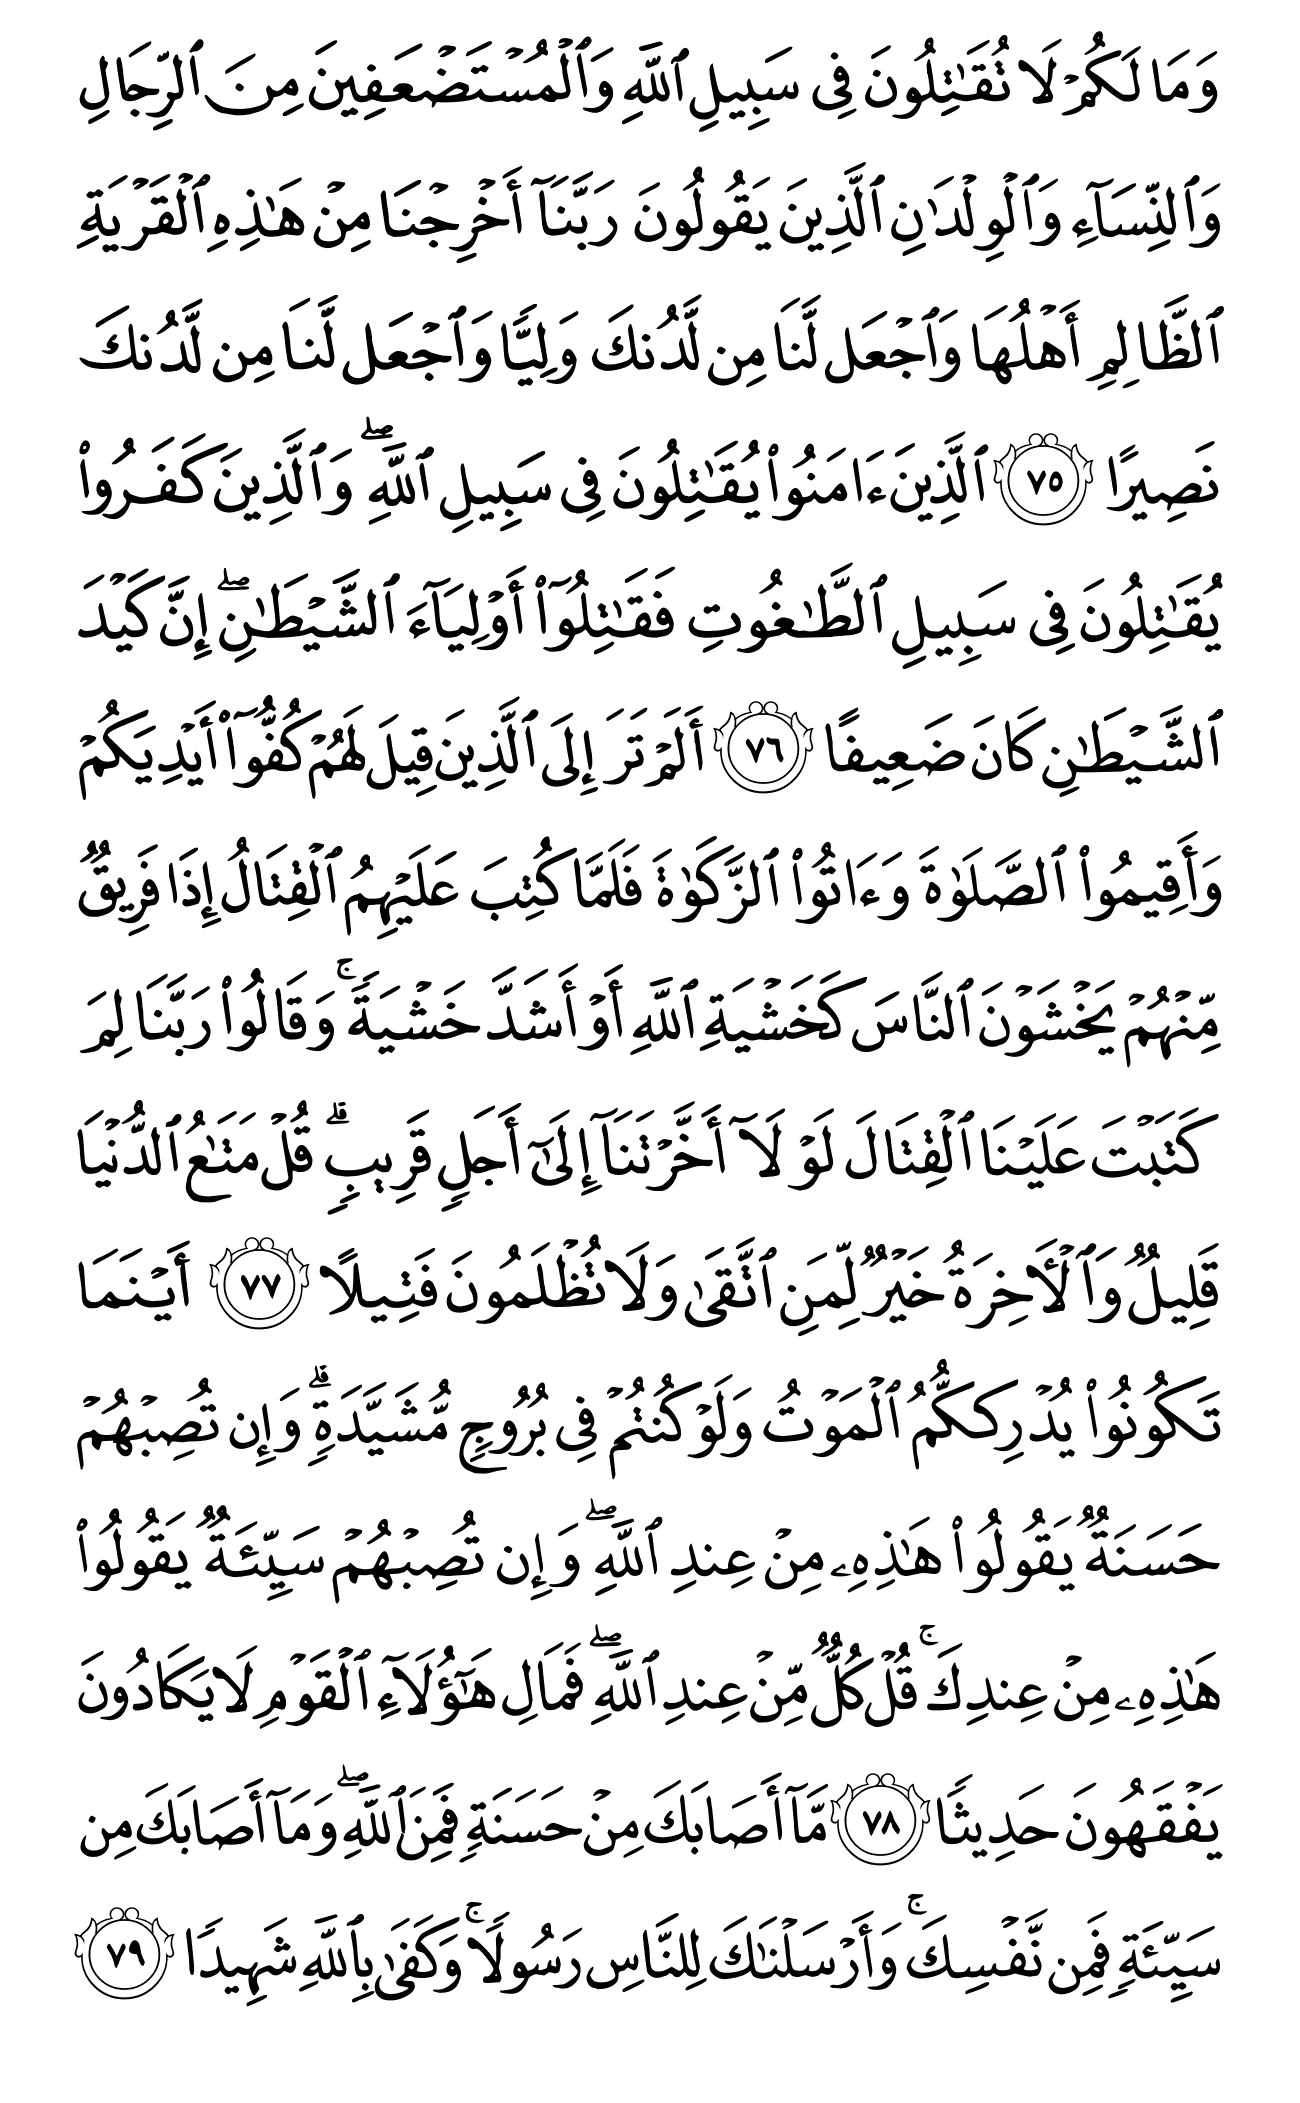 وَمَا لَكُمۡ لَا تُقَٰتِلُونَ فِى سَبِيلِ ٱللَّهِ وَٱلۡمُسۡتَضۡعَفِينَ مِنَ ٱلرِّجَالِ
وَٱلنِّسَآءِ وَٱلۡوِلۡدَٰنِ ٱلَّذِينَ يَقُولُونَ رَبَّنَآ أَخۡرِجۡنَا مِنۡ هَٰذِهِ ٱلۡقَرۡيَةِ
ٱلظَّالِمِ أَهۡلُهَا وَٱجۡعَل لَّنَا مِن لَّدُنكَ وَلِيًّا وَٱجۡعَل لَّنَا مِن لَّدُنكَ
نَصِيرًا ٧٥ ٱلَّذِينَ ءَامَنُوا۟ يُقَٰتِلُونَ فِى سَبِيلِ ٱللَّهِۖ وَٱلَّذِينَ كَفَرُوا۟
يُقَٰتِلُونَ فِى سَبِيلِ ٱلطَّٰغُوتِ فَقَٰتِلُوٓا۟ أَوۡلِيَآءَ ٱلشَّيۡطَٰنِۖ إِنَّ كَيۡدَ
ٱلشَّيۡطَٰنِ كَانَ ضَعِيفًا ٧٦ أَلَمۡ تَرَ إِلَى ٱلَّذِينَ قِيلَ لَهُمۡ كُفُّوٓا۟ أَيۡدِيَكُمۡ
وَأَقِيمُوا۟ ٱلصَّلَوٰةَ وَءَاتُوا۟ ٱلزَّكَوٰةَ فَلَمَّا كُتِبَ عَلَيۡهِمُ ٱلۡقِتَالُ إِذَا فَرِيقٌ
مِّنۡهُمۡ يَخۡشَوۡنَ ٱلنَّاسَ كَخَشۡيَةِ ٱللَّهِ أَوۡ أَشَدَّ خَشۡيَةًۚ وَقَالُوا۟ رَبَّنَا لِمَ
كَتَبۡتَ عَلَيۡنَا ٱلۡقِتَالَ لَوۡ لَآ أَخَّرۡتَنَآ إِلَىٰٓ أَجَلٍ قَرِيبٍۗ قُلۡ مَتَٰعُ ٱلدُّنۡيَا
قَلِيلٌ وَٱلۡأَخِرَةُ خَيۡرٌ لِّمَنِ ٱتَّقَىٰ وَلَا تُظۡلَمُونَ فَتِيلًا ٧٧ أَيۡنَمَا
تَكُونُوا۟ يُدۡرِككُّمُ ٱلۡمَوۡتُ وَلَوۡ كُنتُمۡ فِى بُرُوجٍ مُّشَيَّدَةٍۗ وَإِن تُصِبۡهُمۡ
حَسَنَةٌ يَقُولُوا۟ هَٰذِهِۦ مِنۡ عِندِ ٱللَّهِۖ وَإِن تُصِبۡهُمۡ سَيِّئَةٌ يَقُولُوا۟
هَٰذِهِۦ مِنۡ عِندِكَۚ قُلۡ كُلٌّ مِّنۡ عِندِ ٱللَّهِۖ فَمَالِ هَٰٓؤُلَآءِ ٱلۡقَوۡمِ لَا يَكَادُونَ
يَفۡقَهُونَ حَدِيثًا ٧٨ مَّآ أَصَابَكَ مِنۡ حَسَنَةٍ فَمِنَ ٱللَّهِۖ وَمَآ أَصَابَكَ مِن
سَيِّئَةٍ فَمِن نَّفۡسِكَۚ وَأَرۡسَلۡنَٰكَ لِلنَّاسِ رَسُولًاۚ وَكَفَىٰ بِٱللَّهِ شَهِيدًا ٧٩